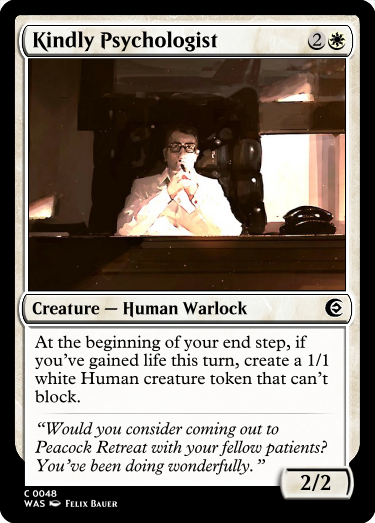 Kindly Psychologist 2
Creature — Human Warlock
At the beginning of your end step, if
you’ve gained life this turn, create a 1/1
white Human creature token that can’t
block.
“Would you consider coming out to
Peacock Retreat with your fellow patients?
You’ve been doing wonderfully.”
2/2
C 0048
WAS Felix Bauer